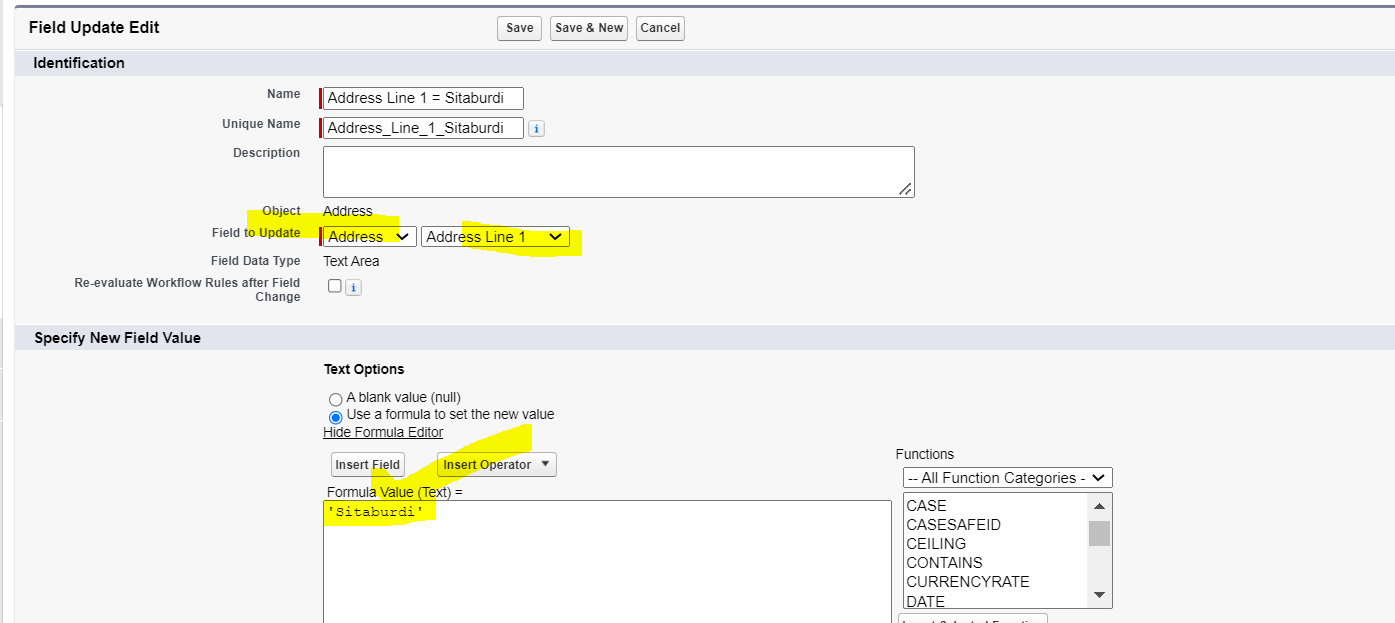 Field Update Edit
Save
Save & New
Cancel
Identification
Name
Address Line 1 = Sitaburdi
Unique Name
Address_Line_1_Sitaburdi
i
Description
Object
Address
Field to Update
Address
Address Line 1
Field Data Type
Text Area
Re-evaluate Workflow Rules after Field
Change
i
Specify New Field Value
Text Options
A blank value (null)
Use a formula to set the new value
Hide Formula Editor
Insert Field
Insert Operator
Functions
-- All Function Categories -
Formula Value (Text) =
'Sitaburdi'
CASE
CASESAFEID
CEILING
CONTAINS
CURRENCYRATE
DATE